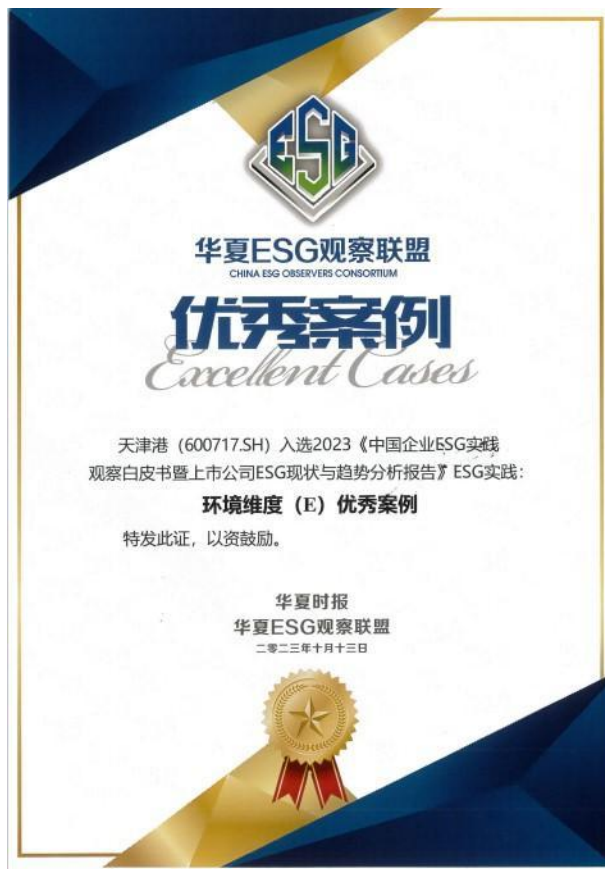 ESG
华夏ESG观察联盟
CHINA ESG OBSERVERS CONSORTIUM
优秀案例
Excellent Cases
天津港（600717.SH）入选2023《中国企业ESG实践
观察白皮书暨上市公司ESG现状与趋势分析报告》ESG实践：
环境维度（E）优秀案例
特发此证，以资鼓励。
华夏时报
华夏ESG观察联盟
二零二三年十月十三日